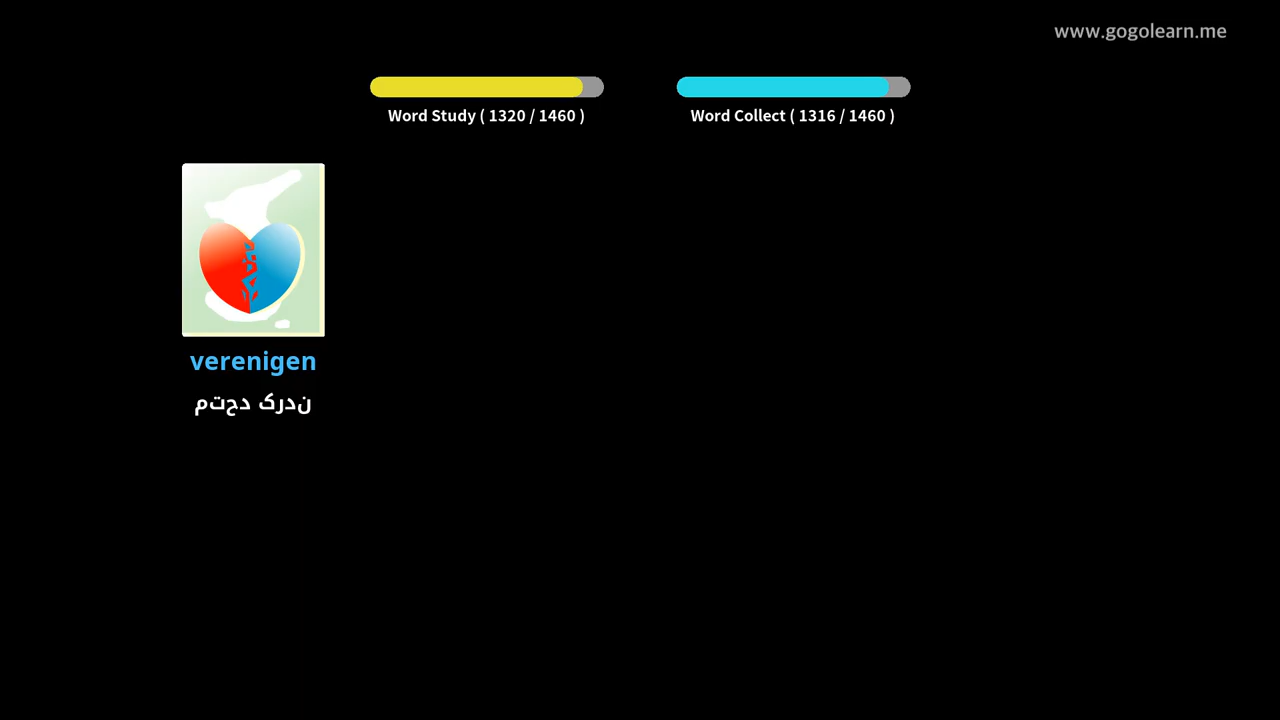 www.gogolearn.me
Word Study ( 1320 / 1460 )
Word Collect ( 1316 / 1460 )
verenigen
متحد کردن